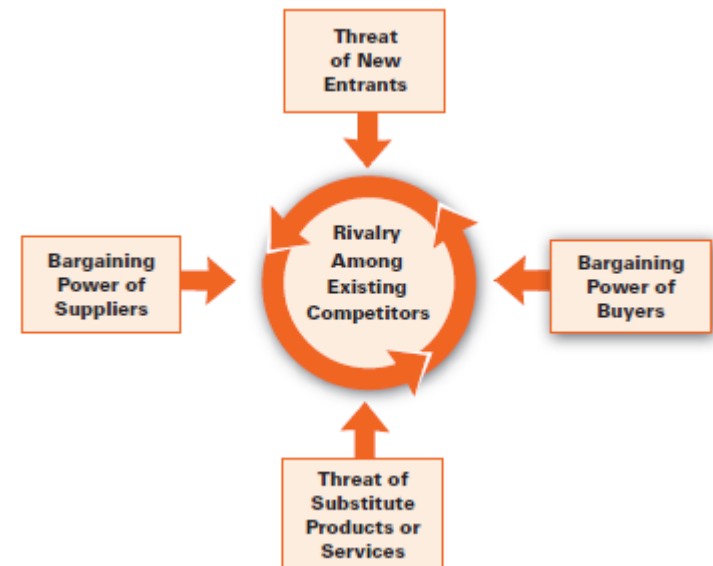 Threat
of New
Entrants
Bargaining
Power of
Suppliers
Rivalry
Among
Existing
Competitors
Bargaining
Power of
Buyers
Threat of
Substitute
Products or
Services